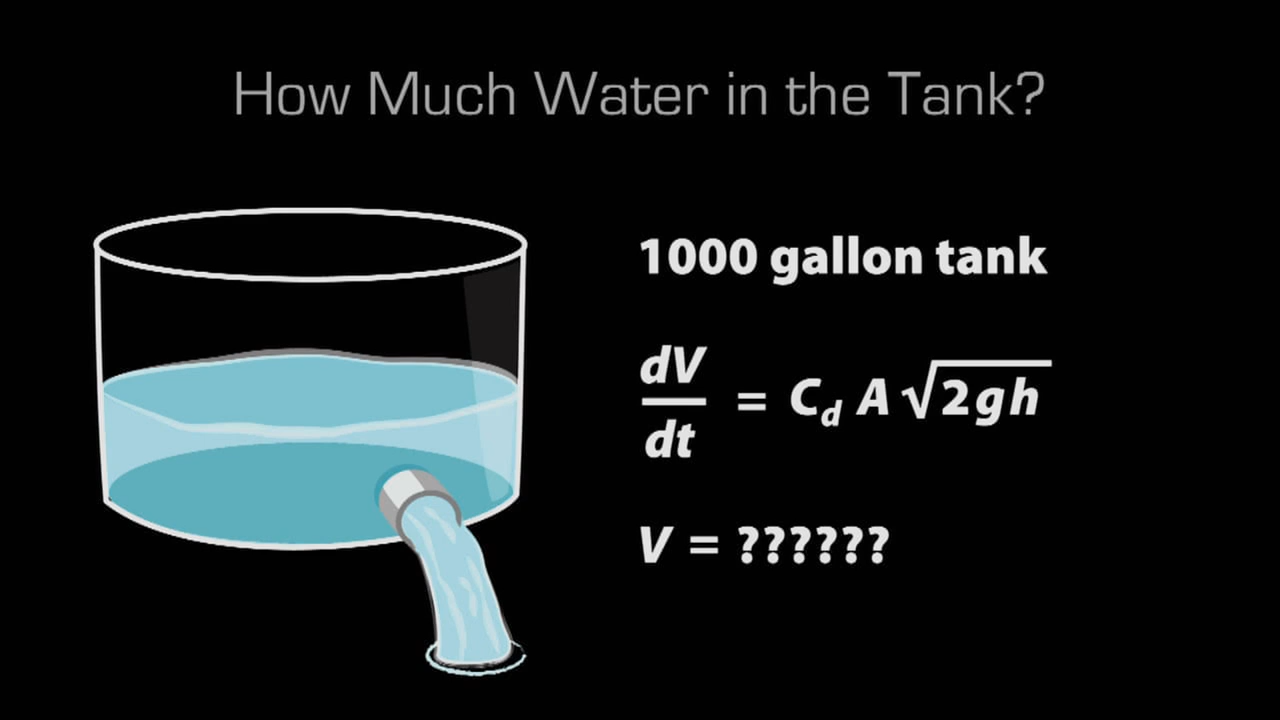 How Much Water in the Tank?
1000 gallon tank
dV/dt = C_d A √2gh
V = ??????